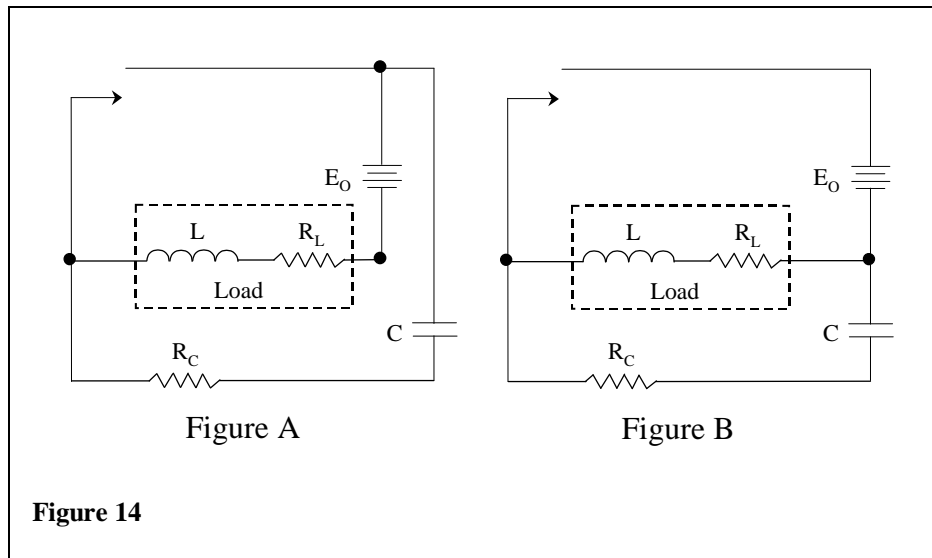 E_O
E_O
L
R_L
L
R_L
Load
Load
C
C
R_C
R_C
Figure A
Figure B
Figure 14